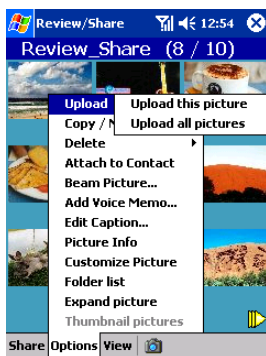 Review/Share 12:54
Review_Share (8 / 10)
Upload
Upload this picture
Upload all pictures
Copy / M
Delete
Attach to Contact
Beam Picture...
Add Voice Memo...
Edit Caption...
Picture Info
Customize Picture
Folder list
Expand picture
Thumbnail pictures
Share Options View